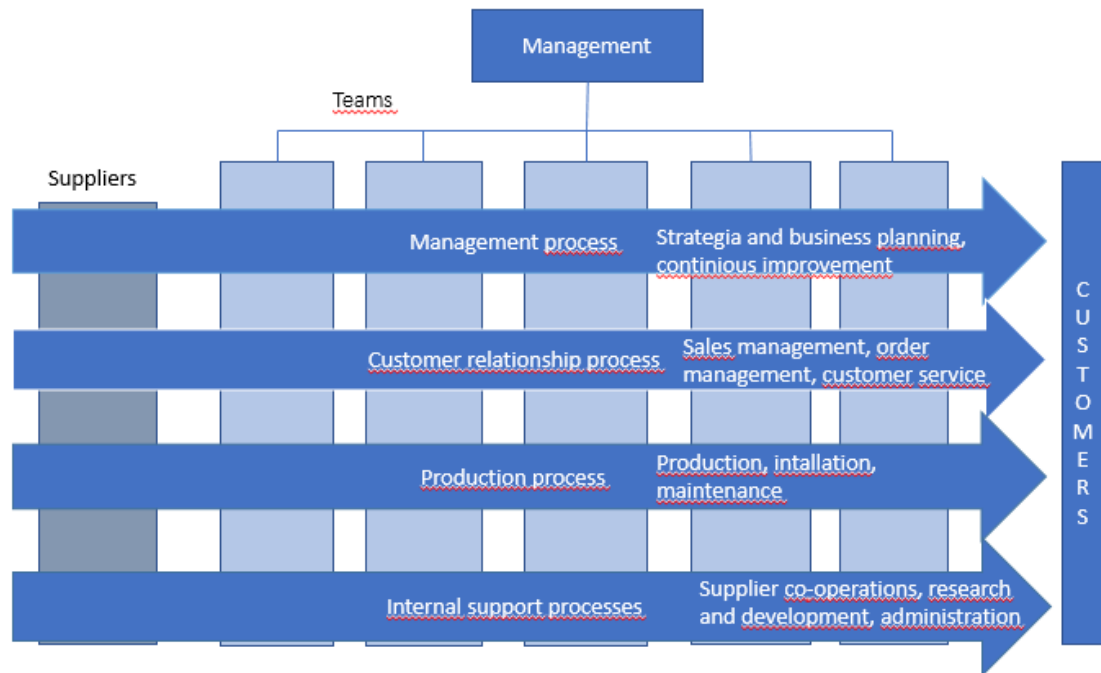 Management
Teams
Suppliers
Management process
Strategia and business planning,
continious improvement
Customer relationship process
Sales management, order
management, customer service
Production process
Production, intallation,
maintenance
Internal support processes
Supplier co-operations, research
and development, administration
CUSTOMERS